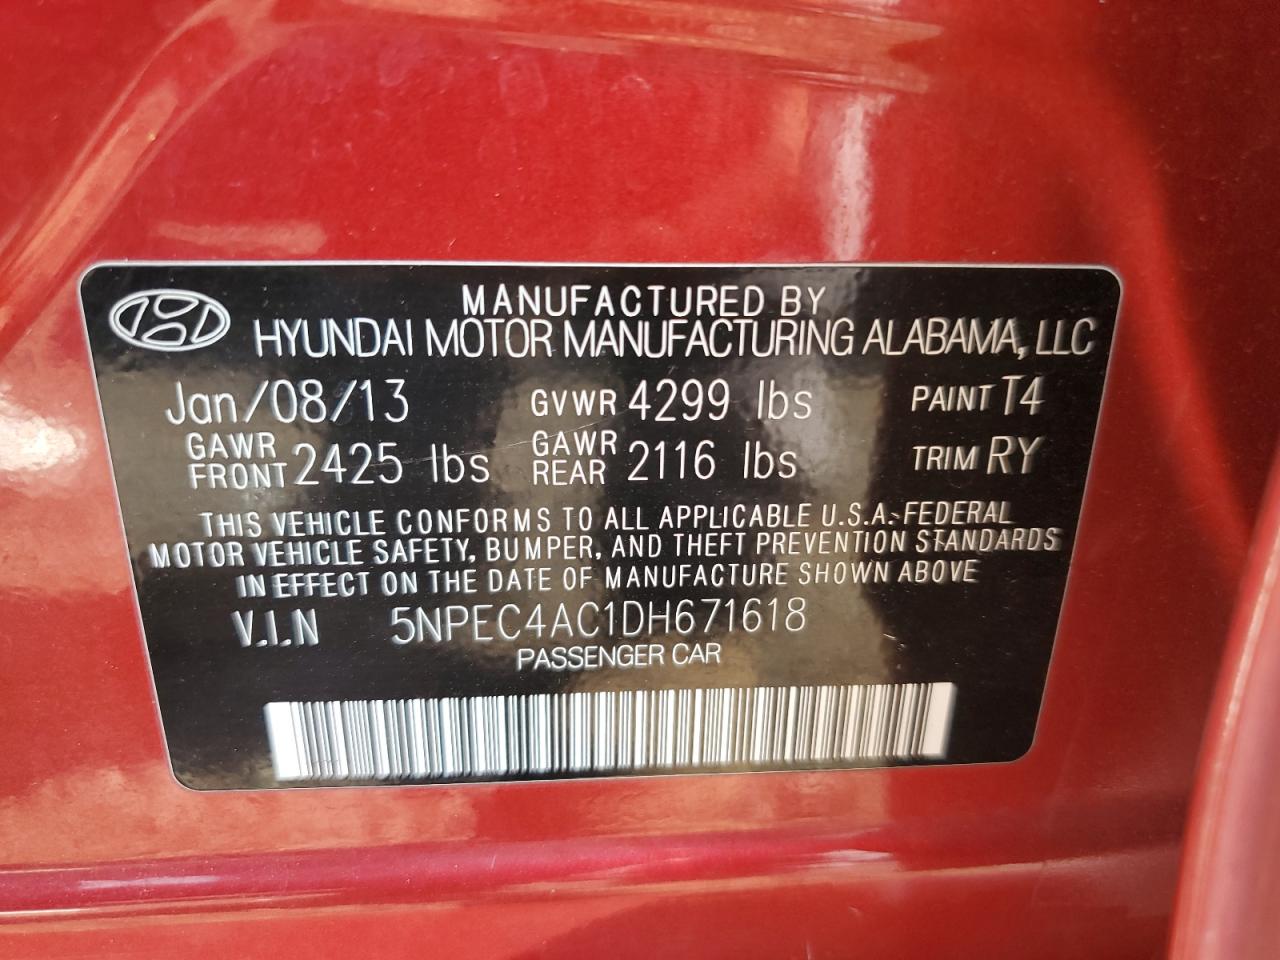 MANUFACTURED BY
HYUNDAI MOTOR MANUFACTURING ALABAMA, LLC
Jan/08/13 GVWR 4299 lbs PAINT T4
GAWR FRONT 2425 lbs GAWR REAR 2116 lbs TRIM RY
THIS VEHICLE CONFORMS TO ALL APPLICABLE U.S.A. FEDERAL
MOTOR VEHICLE SAFETY, BUMPER, AND THEFT PREVENTION STANDARDS
IN EFFECT ON THE DATE OF MANUFACTURE SHOWN ABOVE
V.I.N 5NPEC4AC1DH671618
PASSENGER CAR